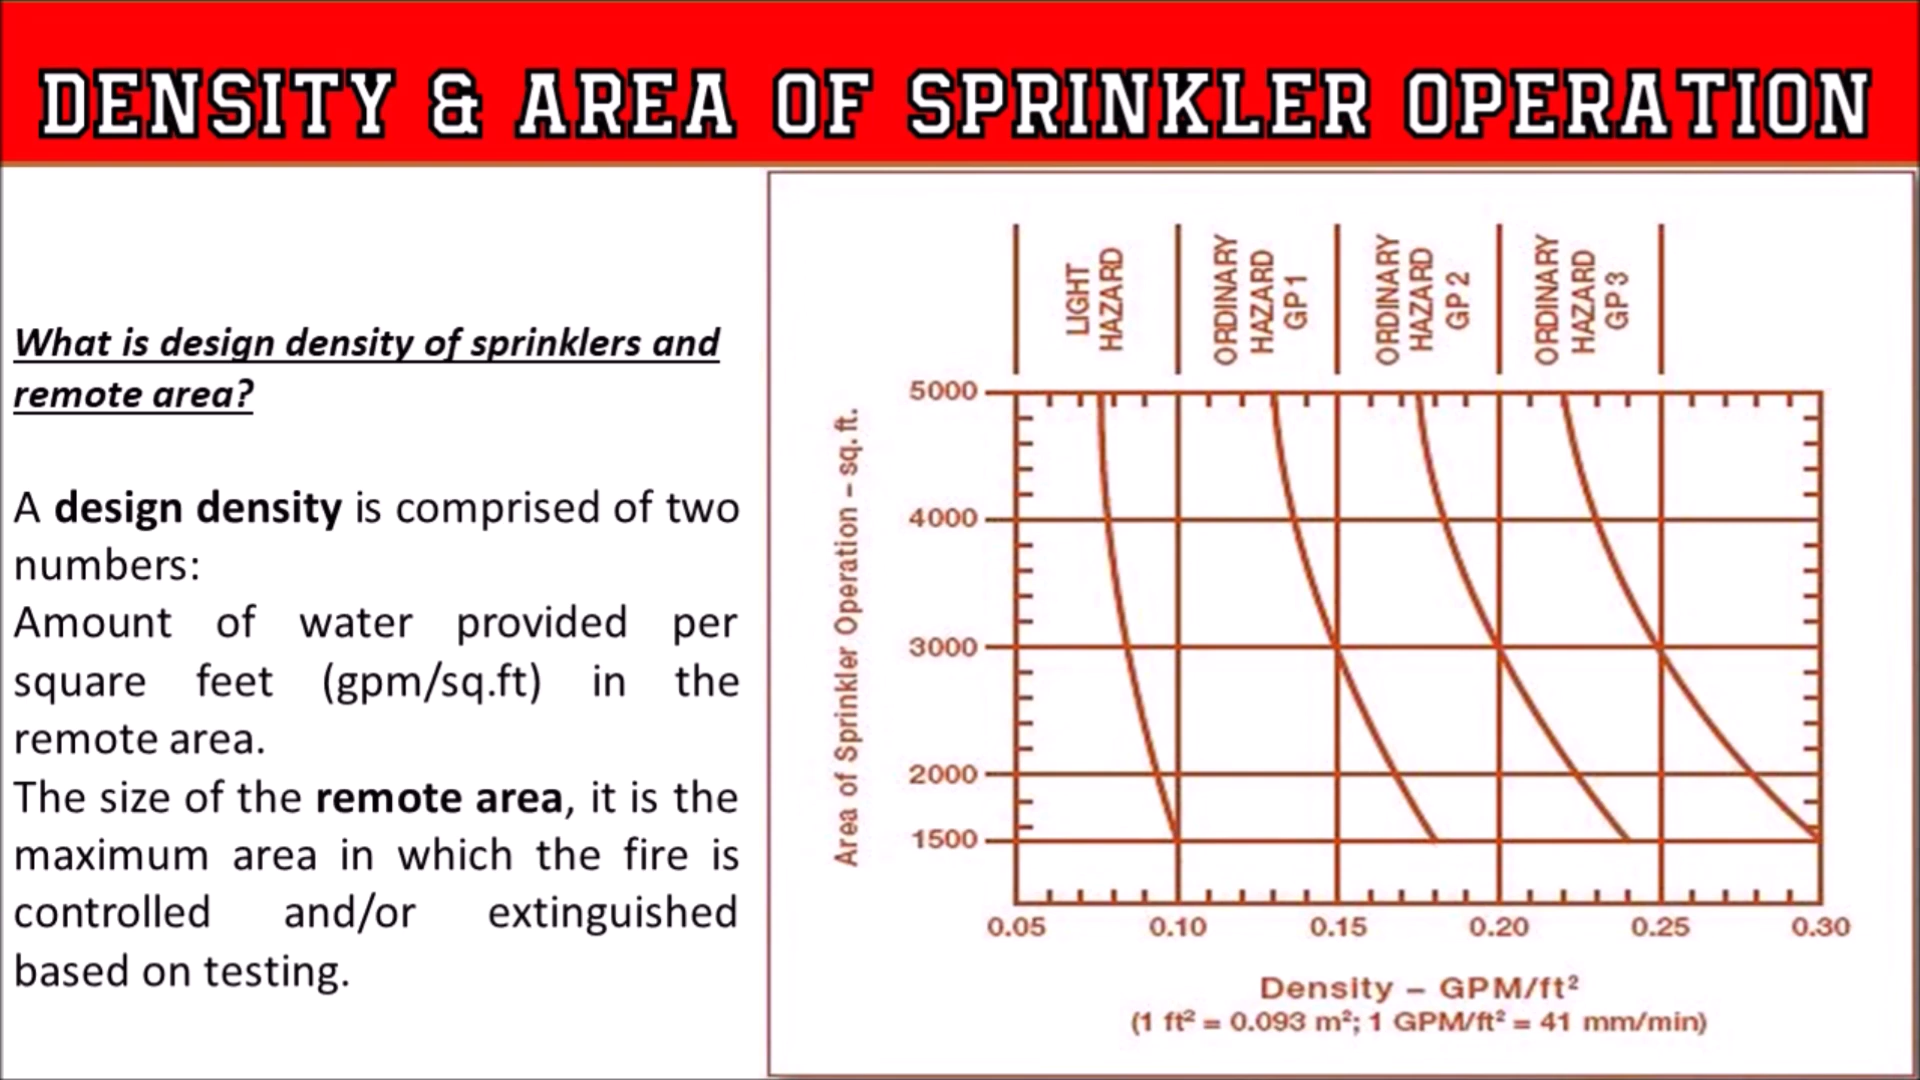 DENSITY & AREA OF SPRINKLER OPERATION
What is design density of sprinklers and
remote area?
A design density is comprised of two
numbers:
Amount of water provided per
square feet (gpm/sq.ft) in the
remote area.
The size of the remote area, it is the
maximum area in which the fire is
controlled and/or extinguished
based on testing.
LIGHT
HAZARD
ORDINARY
HAZARD
GP 1
ORDINARY
HAZARD
GP 2
ORDINARY
HAZARD
GP 3
Area of Sprinkler Operation – sq. ft.
5000
4000
3000
2000
1500
0.05 0.10 0.15 0.20 0.25 0.30
Density – GPM/ft²
(1 ft² = 0.093 m²; 1 GPM/ft² = 41 mm/min)